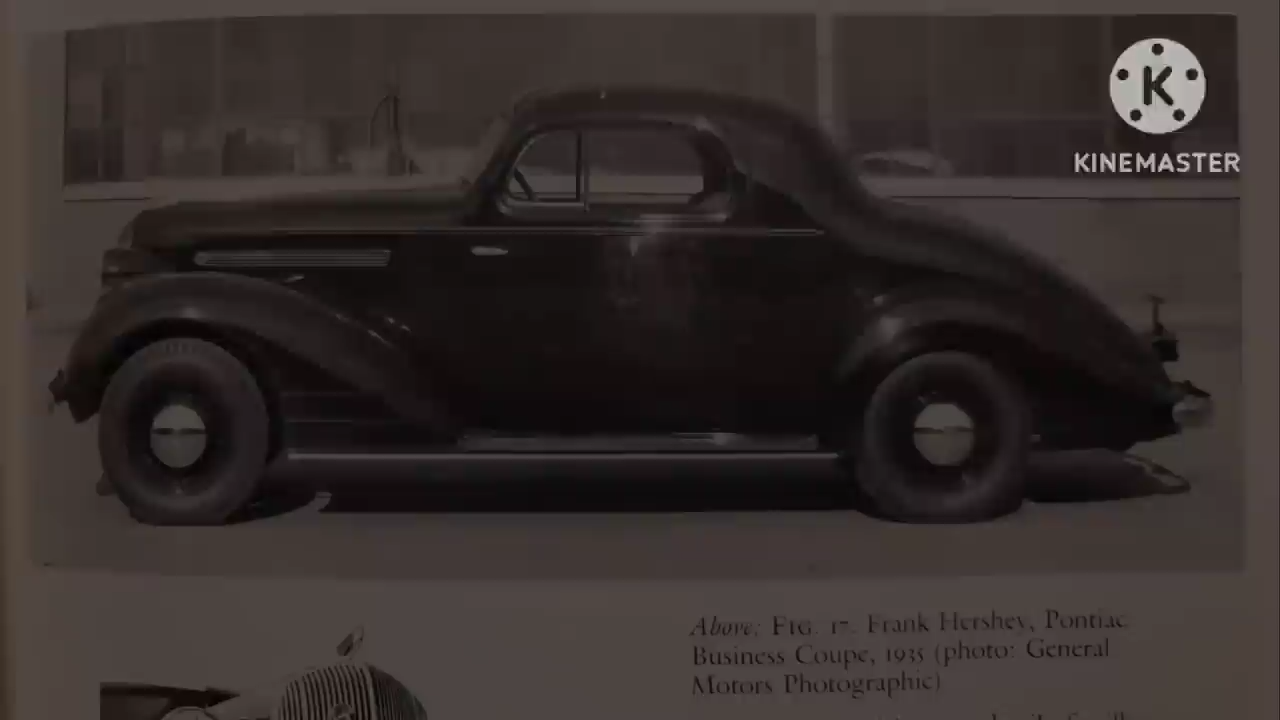 K
KINEMASTER
Above: FIG. 17. Frank Hershey, Pontiac
Business Coupe, 1935 (photo: General
Motors Photographic)